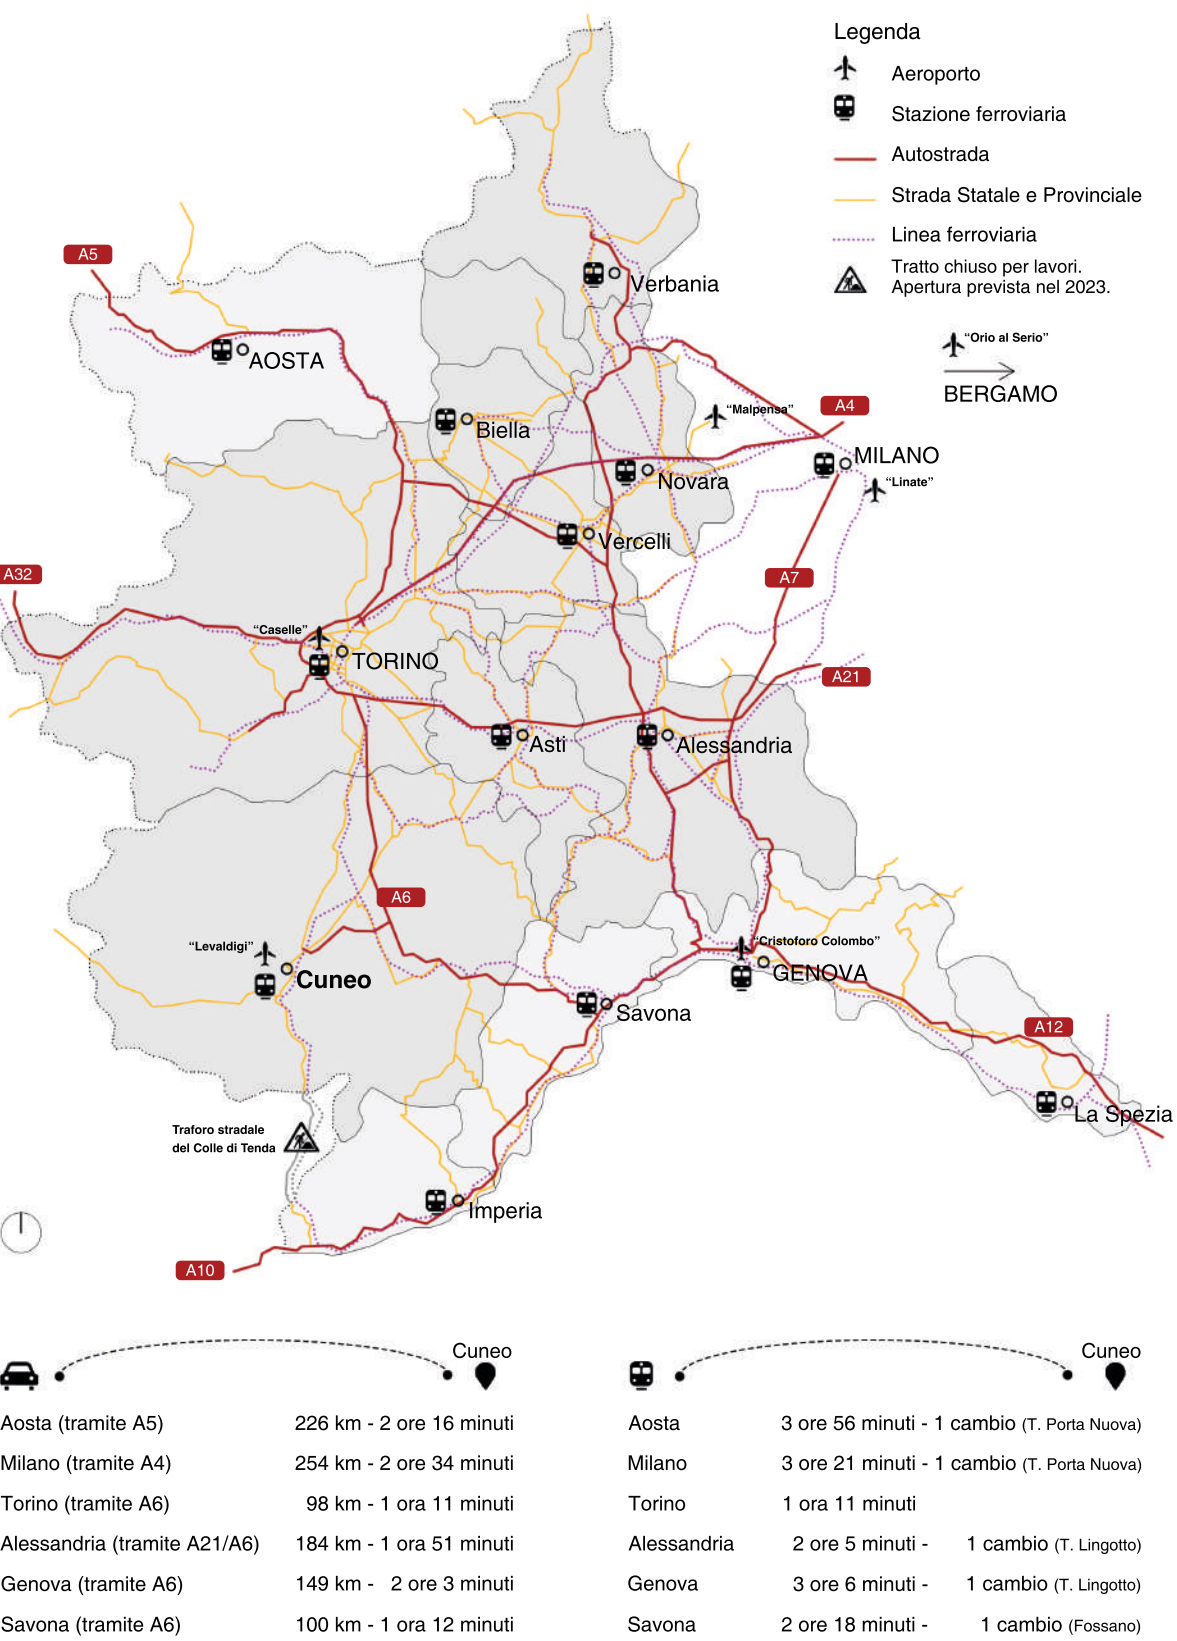 Legenda
Aeroporto
Stazione ferroviaria
Autostrada
Strada Statale e Provinciale
Linea ferroviaria
Tratto chiuso per lavori.
Apertura prevista nel 2023.
A5
Verbania
AOSTA
"Orio al Serio"
BERGAMO
"Malpensa"
A4
Biella
MILANO
Novara
"Linate"
Vercelli
A32
A7
"Caselle"
TORINO
A21
Asti
Alessandria
A6
"Levaldigi"
Cuneo
"Cristoforo Colombo"
GENOVA
Savona
A12
La Spezia
Traforo stradale
del Colle di Tenda
Imperia
A10
Cuneo
Aosta (tramite A5) 226 km - 2 ore 16 minuti
Milano (tramite A4) 254 km - 2 ore 34 minuti
Torino (tramite A6) 98 km - 1 ora 11 minuti
Alessandria (tramite A21/A6) 184 km - 1 ora 51 minuti
Genova (tramite A6) 149 km - 2 ore 3 minuti
Savona (tramite A6) 100 km - 1 ora 12 minuti
Cuneo
Aosta 3 ore 56 minuti - 1 cambio (T. Porta Nuova)
Milano 3 ore 21 minuti - 1 cambio (T. Porta Nuova)
Torino 1 ora 11 minuti
Alessandria 2 ore 5 minuti - 1 cambio (T. Lingotto)
Genova 3 ore 6 minuti - 1 cambio (T. Lingotto)
Savona 2 ore 18 minuti - 1 cambio (Fossano)